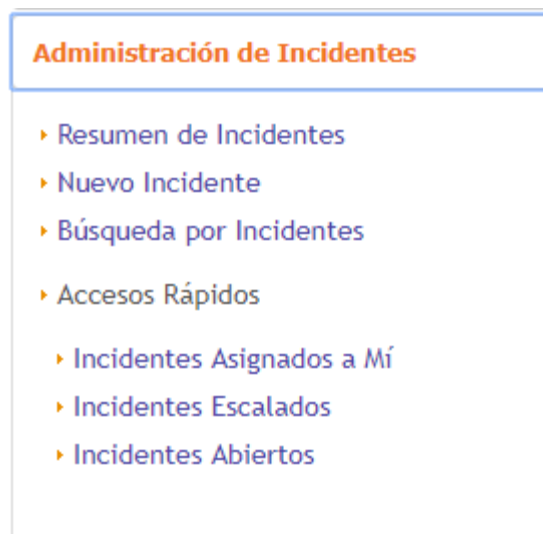 Administración de Incidentes
Resumen de Incidentes
Nuevo Incidente
Búsqueda por Incidentes
Accesos Rápidos
Incidentes Asignados a Mí
Incidentes Escalados
Incidentes Abiertos